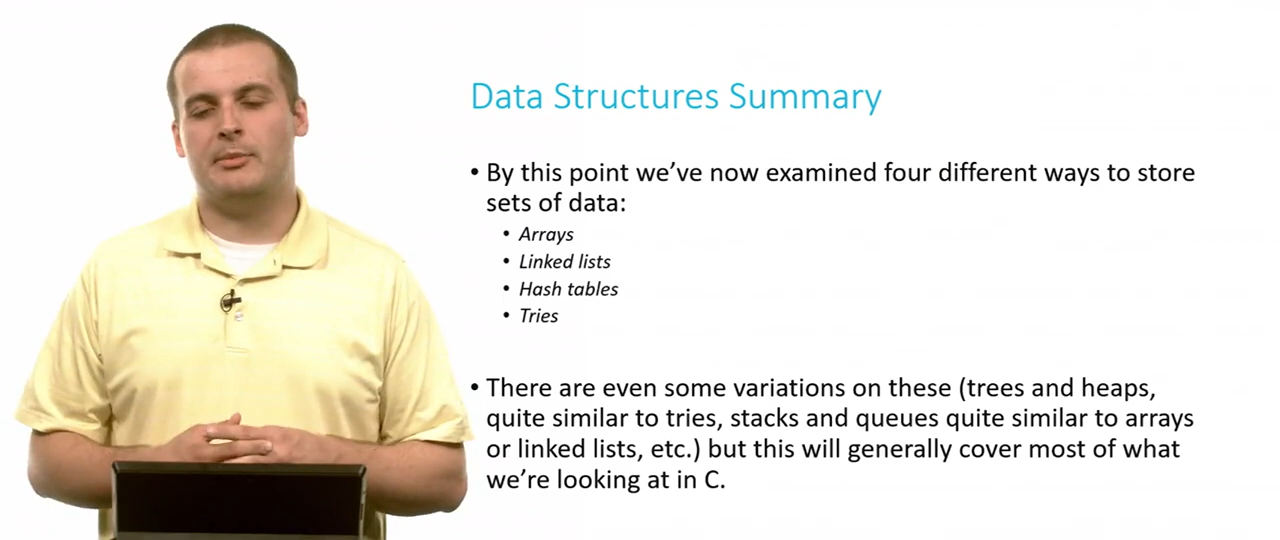 Data Structures Summary
• By this point we’ve now examined four different ways to store
sets of data:
• Arrays
• Linked lists
• Hash tables
• Tries
• There are even some variations on these (trees and heaps,
quite similar to tries, stacks and queues quite similar to arrays
or linked lists, etc.) but this will generally cover most of what
we’re looking at in C.